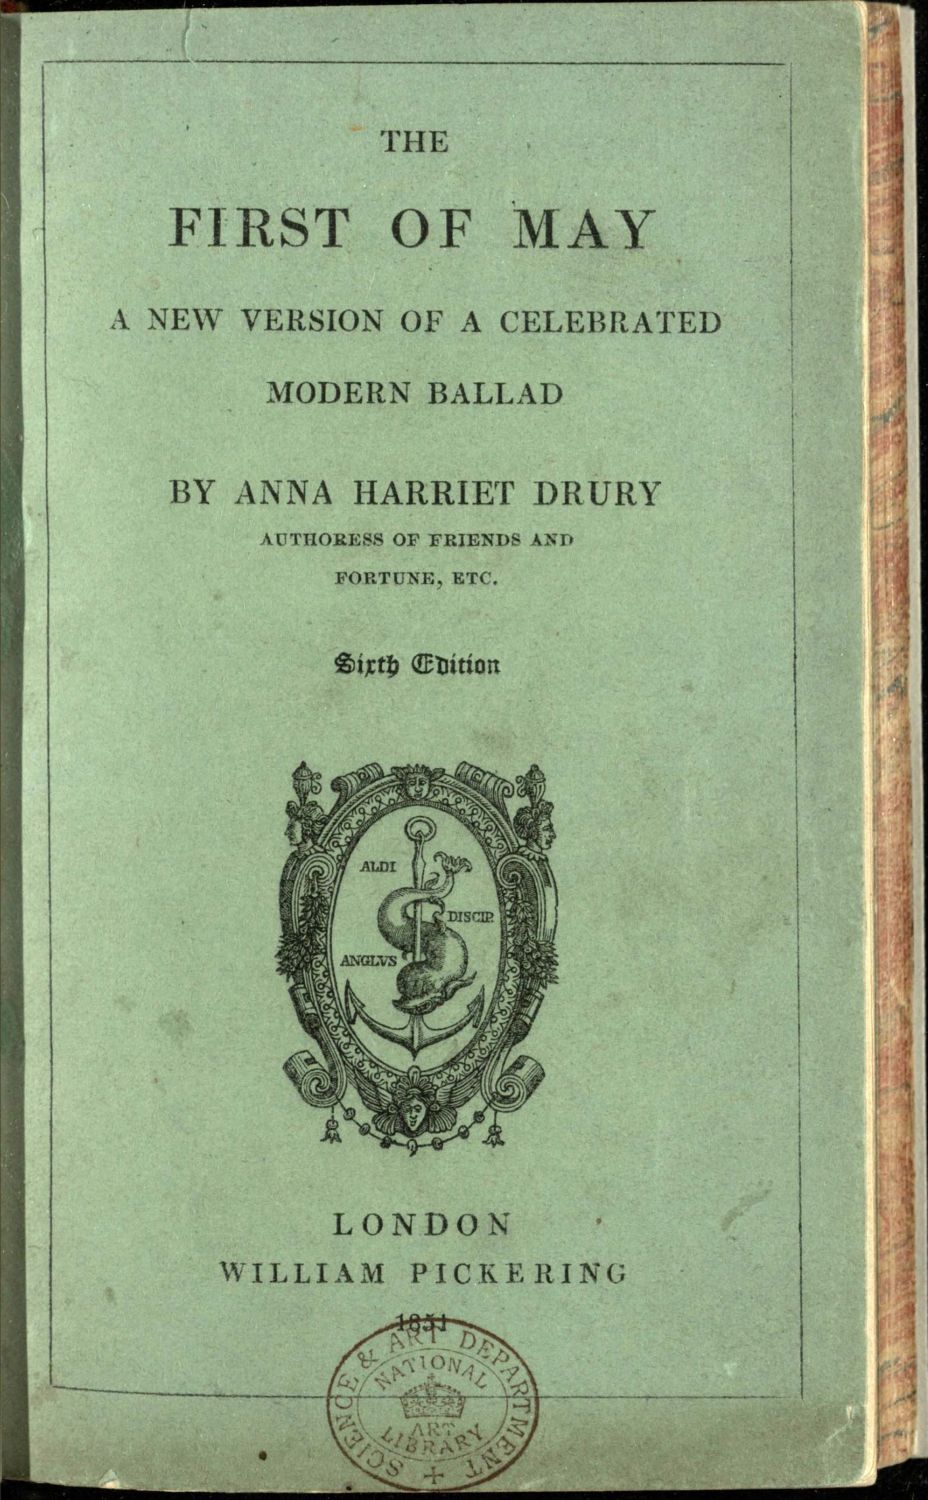 THE
FIRST OF MAY
A NEW VERSION OF A CELEBRATED
MODERN BALLAD
BY ANNA HARRIET DRURY
AUTHORESS OF FRIENDS AND
FORTUNE, ETC.
Sixth Edition
ALDI
DISCIP.
ANGLVS
LONDON
WILLIAM PICKERING
1851
SCIENCE & ART DEPARTMENT
NATIONAL
ART
LIBRARY